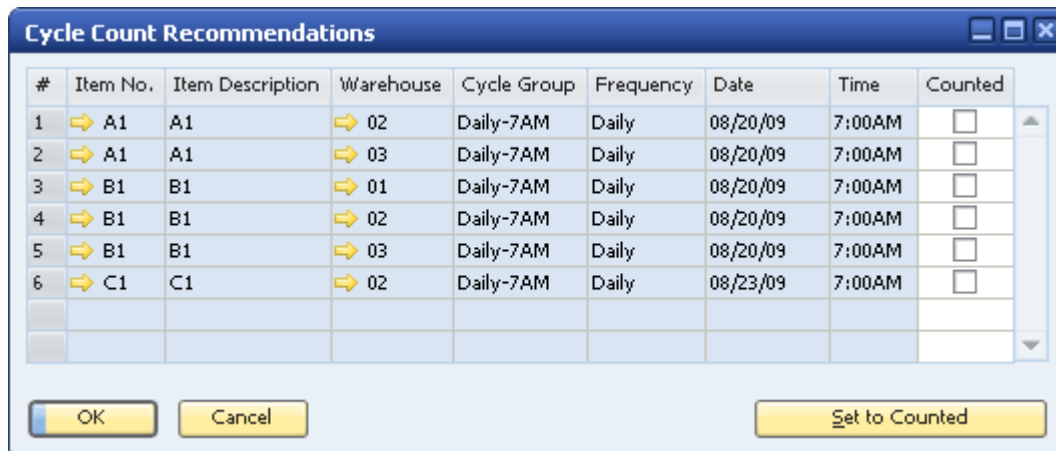 Cycle Count Recommendations
# Item No. Item Description Warehouse Cycle Group Frequency Date Time Counted
1 A1 A1 02 Daily-7AM Daily 08/20/09 7:00AM
2 A1 A1 03 Daily-7AM Daily 08/20/09 7:00AM
3 B1 B1 01 Daily-7AM Daily 08/20/09 7:00AM
4 B1 B1 02 Daily-7AM Daily 08/20/09 7:00AM
5 B1 B1 03 Daily-7AM Daily 08/20/09 7:00AM
6 C1 C1 02 Daily-7AM Daily 08/23/09 7:00AM
OK Cancel Set to Counted